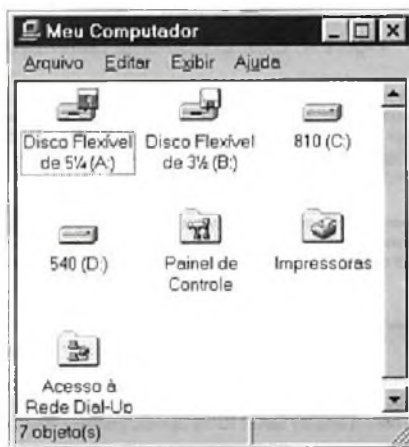 Meu Computador
Arquivo Editar Exibir Ajuda
Disco Flexível de 5¼ (A:)
Disco Flexível de 3½ (B:)
810 (C:)
540 (D:)
Painel de Controle
Impressoras
Acesso à Rede Dial-Up
7 objeto(s)